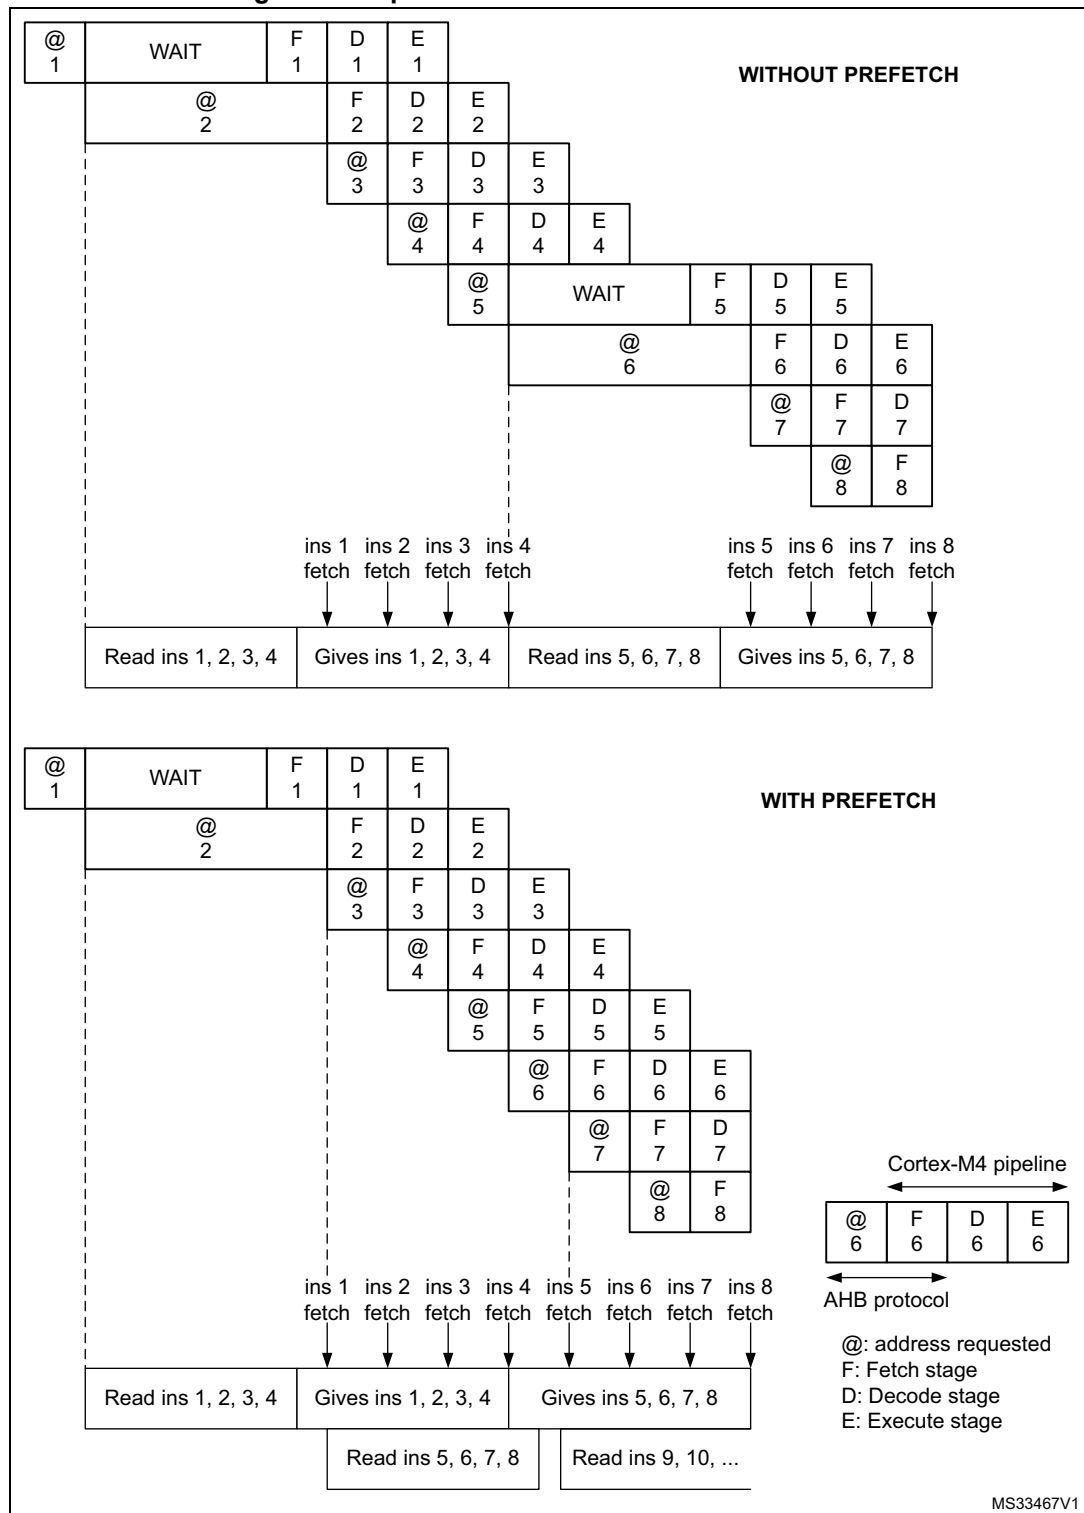 @ WAIT F D E
1 1 1 1
WITHOUT PREFETCH
@ F D E
2 2 2 2
@ F D E
3 3 3 3
@ F D E
4 4 4 4
@ WAIT F D E
5 5 5 5
@ F D E
6 6 6 6
@ F D
7 7 7
@ F
8 8
ins 1 ins 2 ins 3 ins 4 ins 5 ins 6 ins 7 ins 8
fetch fetch fetch fetch fetch fetch fetch fetch
Read ins 1, 2, 3, 4 Gives ins 1, 2, 3, 4 Read ins 5, 6, 7, 8 Gives ins 5, 6, 7, 8
@ WAIT F D E
1 1 1 1
WITH PREFETCH
@ F D E
2 2 2 2
@ F D E
3 3 3 3
@ F D E
4 4 4 4
@ F D E
5 5 5 5
@ F D E
6 6 6 6
@ F D
7 7 7
@ F
8 8
Cortex-M4 pipeline
@ F D E
6 6 6 6
AHB protocol
ins 1 ins 2 ins 3 ins 4 ins 5 ins 6 ins 7 ins 8
fetch fetch fetch fetch fetch fetch fetch fetch
@: address requested
F: Fetch stage
D: Decode stage
E: Execute stage
Read ins 1, 2, 3, 4 Gives ins 1, 2, 3, 4 Gives ins 5, 6, 7, 8
Read ins 5, 6, 7, 8 Read ins 9, 10, ...
MS33467V1